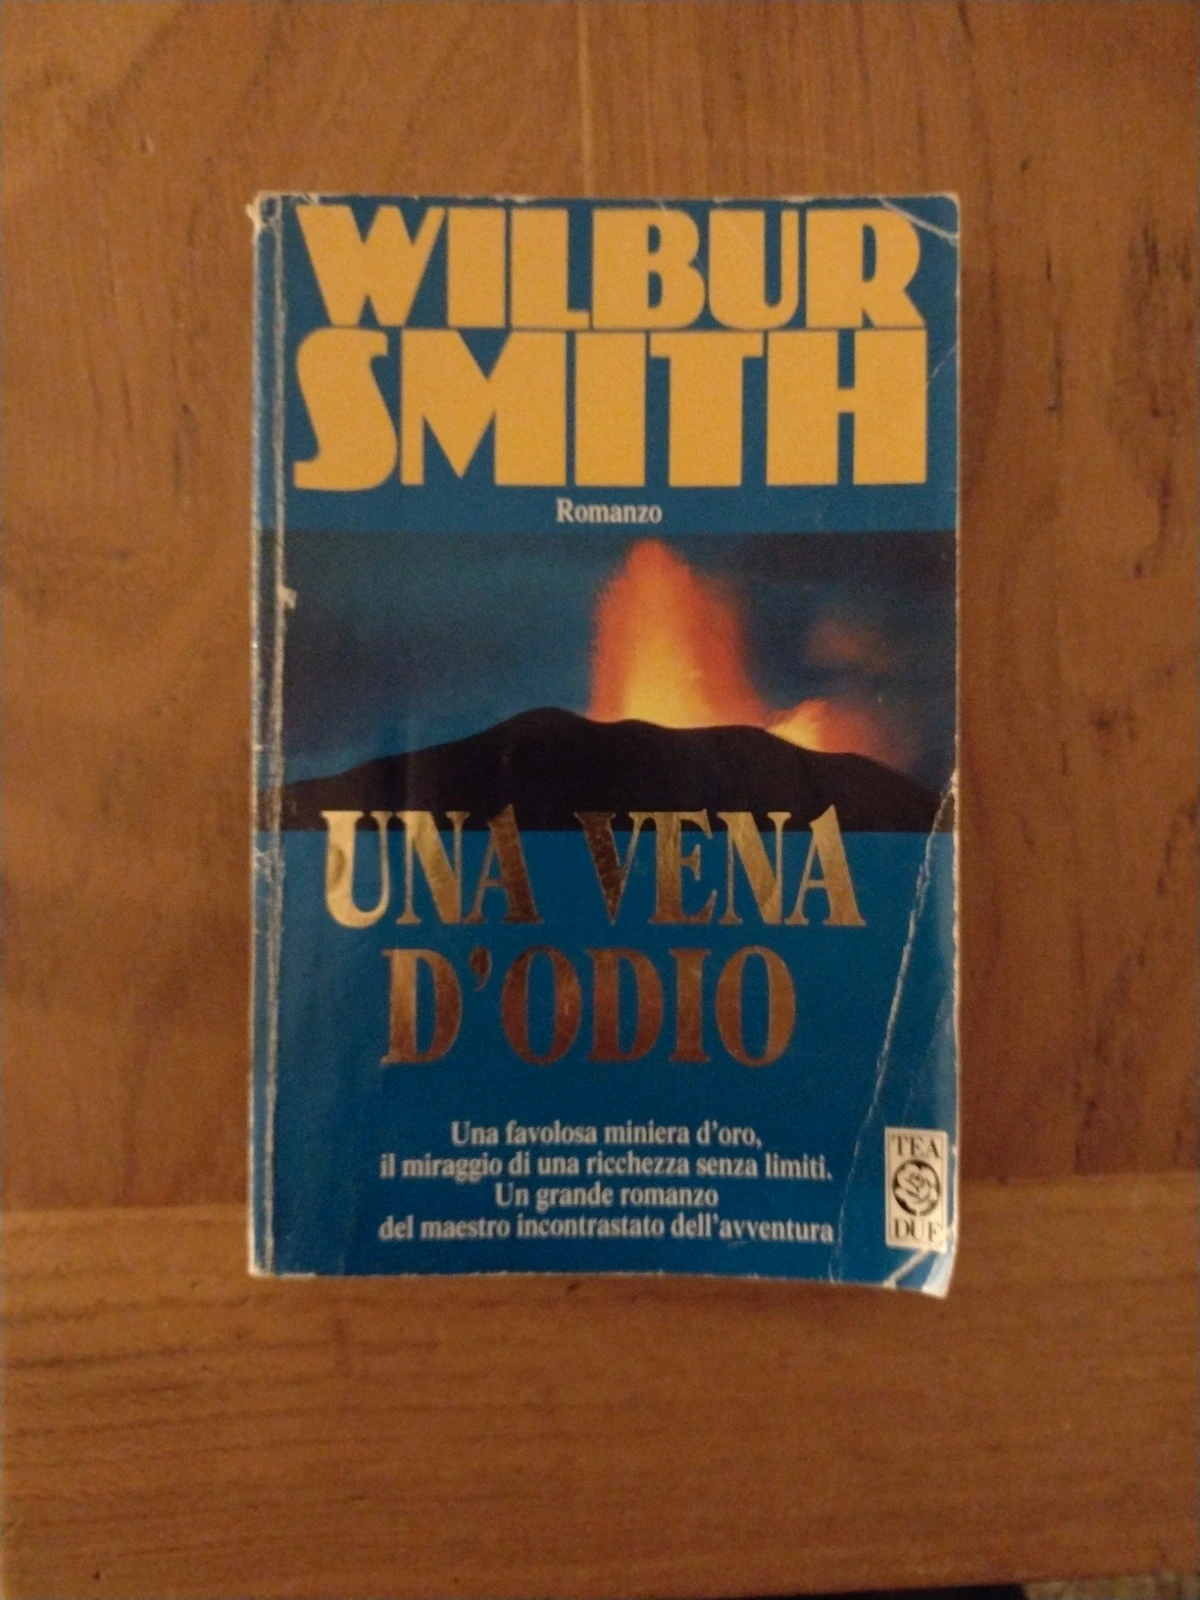 WILBUR
SMITH
Romanzo
UNA VENA
D'ODIO
Una favolosa miniera d'oro,
il miraggio di una ricchezza senza limiti.
Un grande romanzo
del maestro incontrastato dell'avventura
TEA
DUE